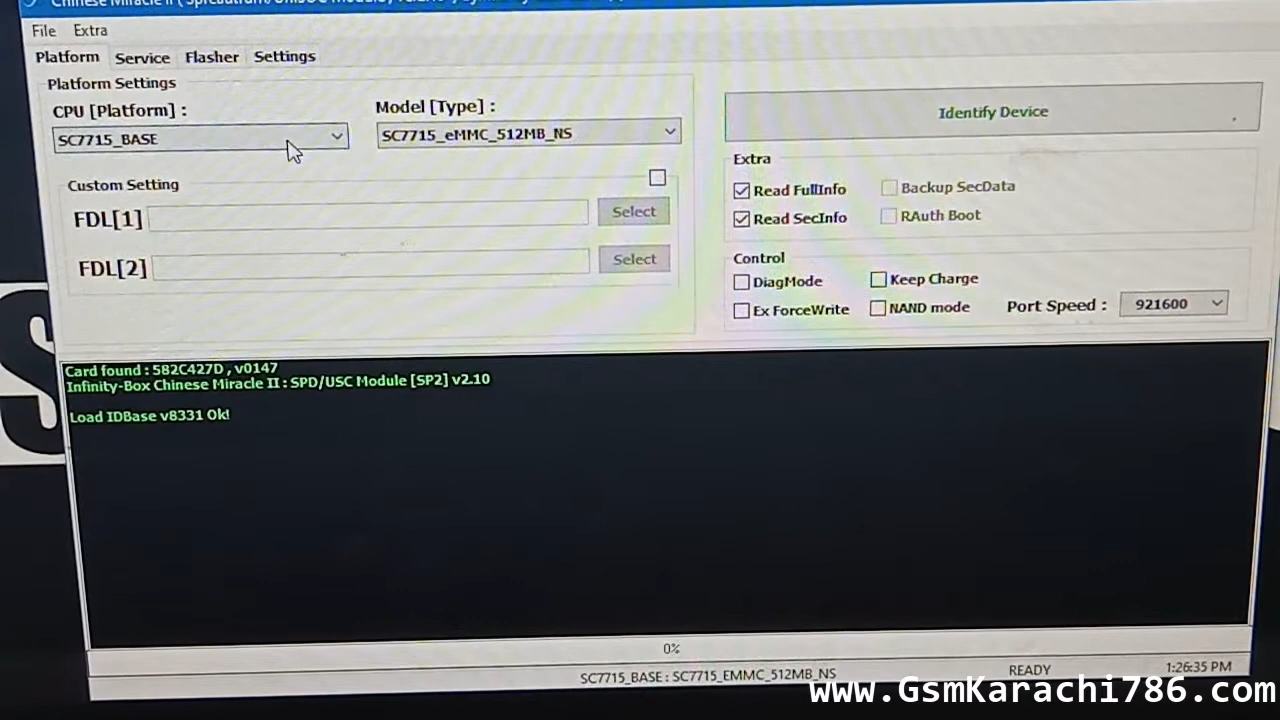 File Extra
Platform Service Flasher Settings
Platform Settings
CPU [Platform] :
Model [Type] :
SC7715_BASE
SC7715_eMMC_512MB_NS
Custom Setting
FDL[1]
Select
FDL[2]
Select
Identify Device
Extra
Read FullInfo
Backup SecData
Read SecInfo
RAuth Boot
Control
DiagMode
Keep Charge
Ex ForceWrite
NAND mode
Port Speed :
921600
Card found : 582C427D , v0147
Infinity-Box Chinese Miracle II : SPD/USC Module [SP2] v2.10
Load IDBase v8331 Ok!
0%
SC7715_BASE : SC7715_EMMC_512MB_NS
READY
1:26:35 PM
www.GsmKarachi786.com